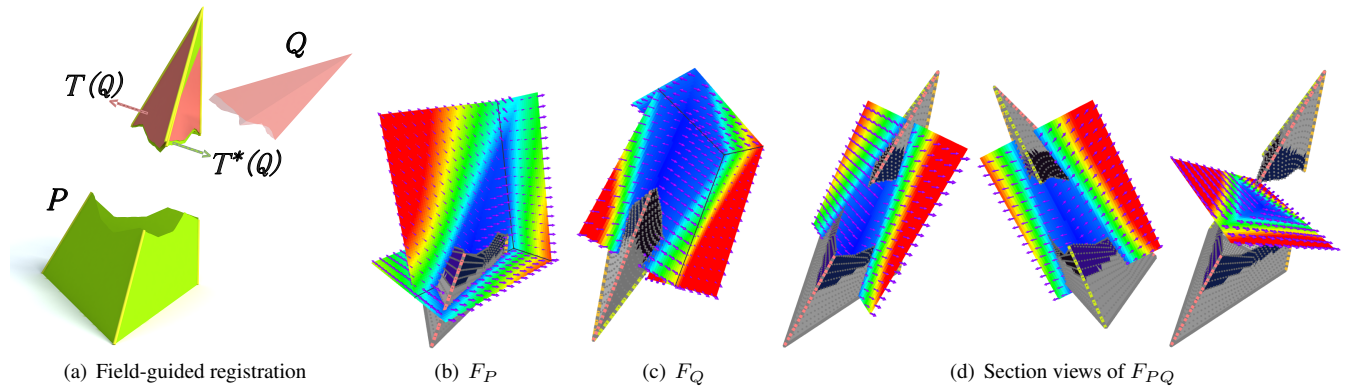 Q
T(Q)
T*(Q)
P
(a) Field-guided registration
(b) F_P
(c) F_Q
(d) Section views of F_PQ